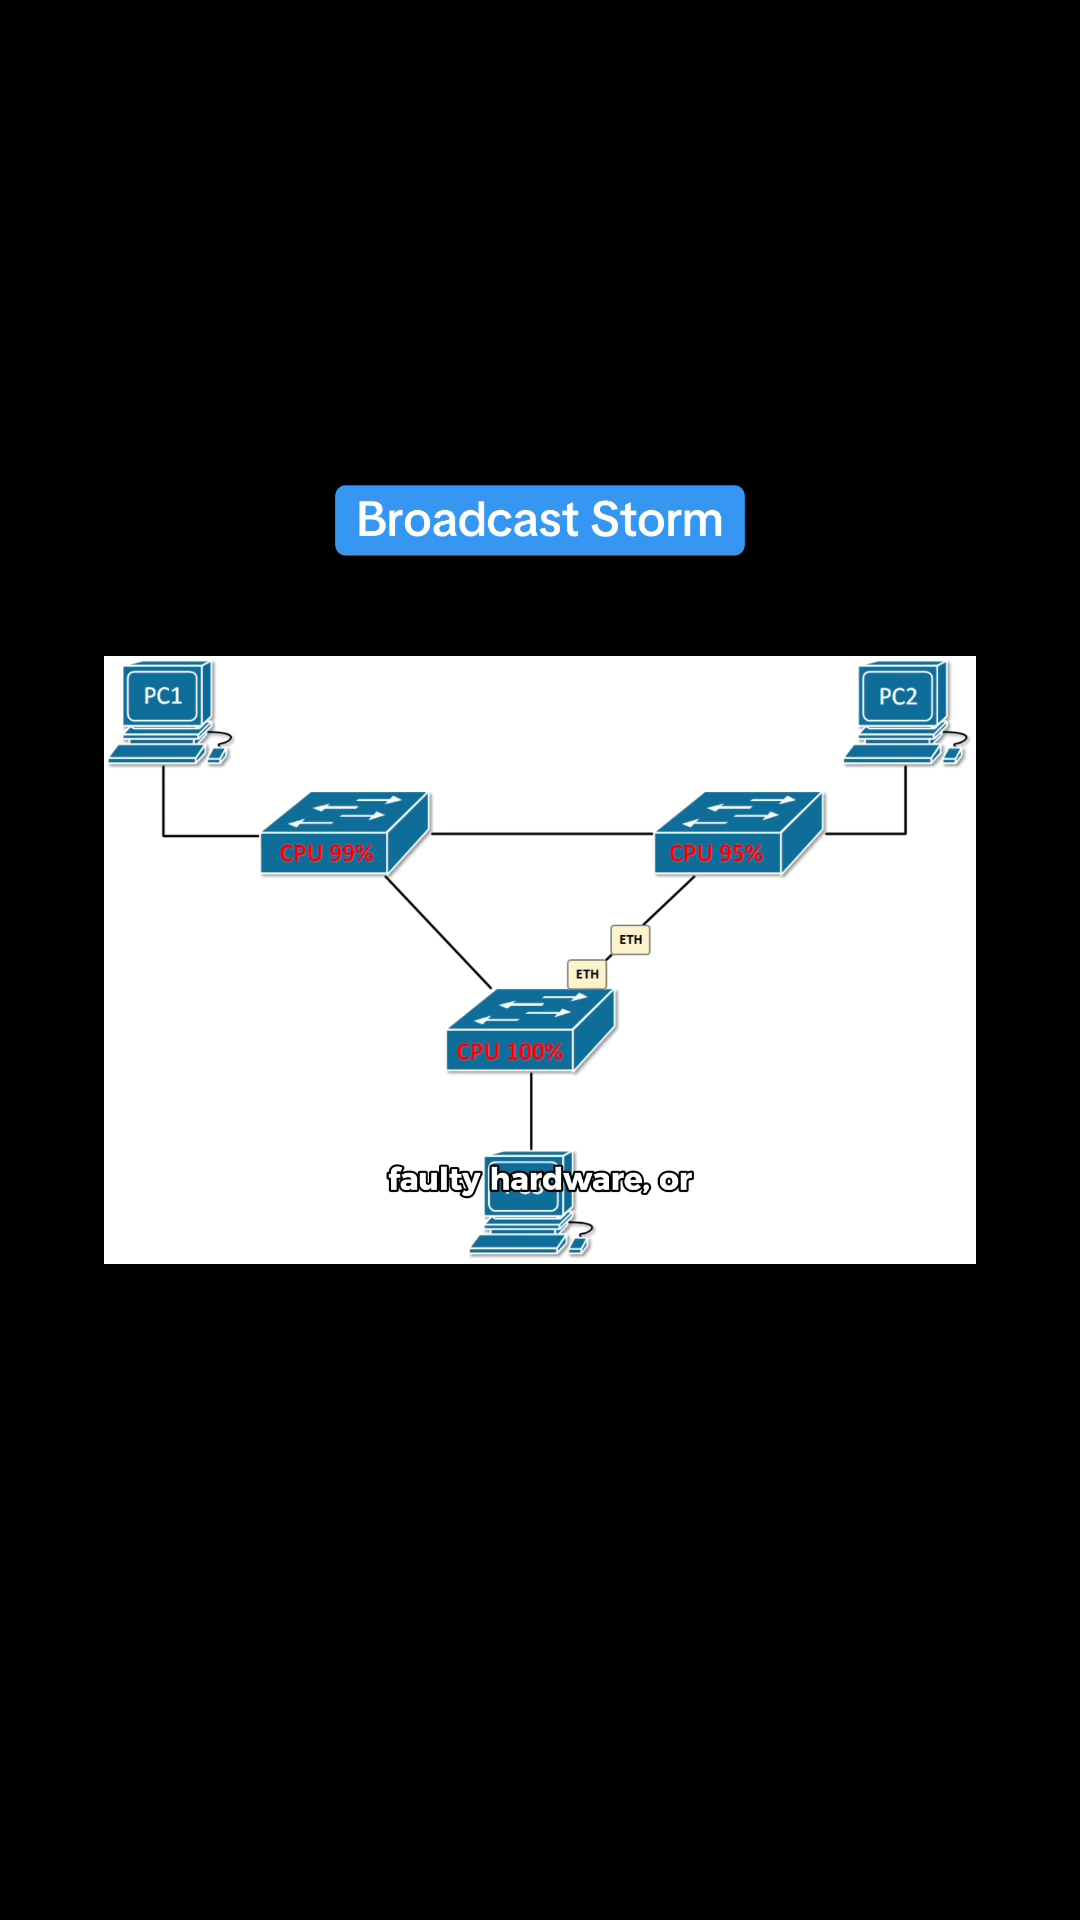 Broadcast Storm
PC1
PC2
CPU 99%
CPU 95%
ETH
ETH
CPU 100%
faulty hardware, or